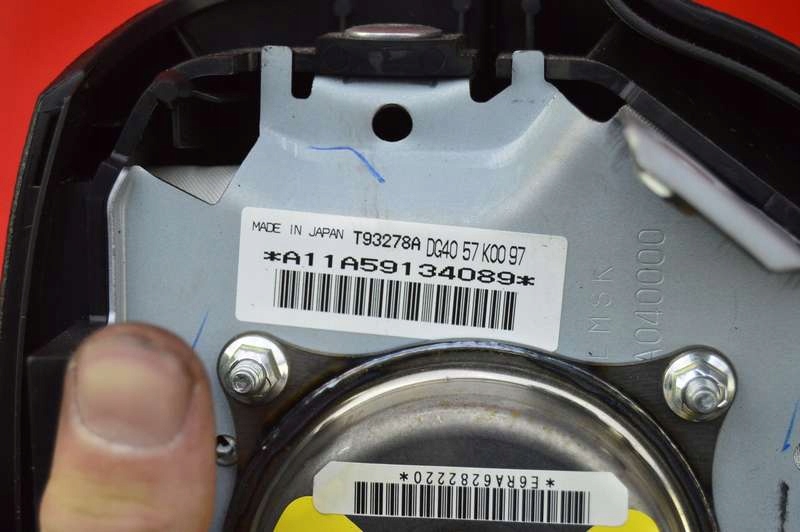 MADE IN JAPAN T93278A DG40 57 K00 97
*A11A59134089*
EMSK
A040000
*E6RA6282220*